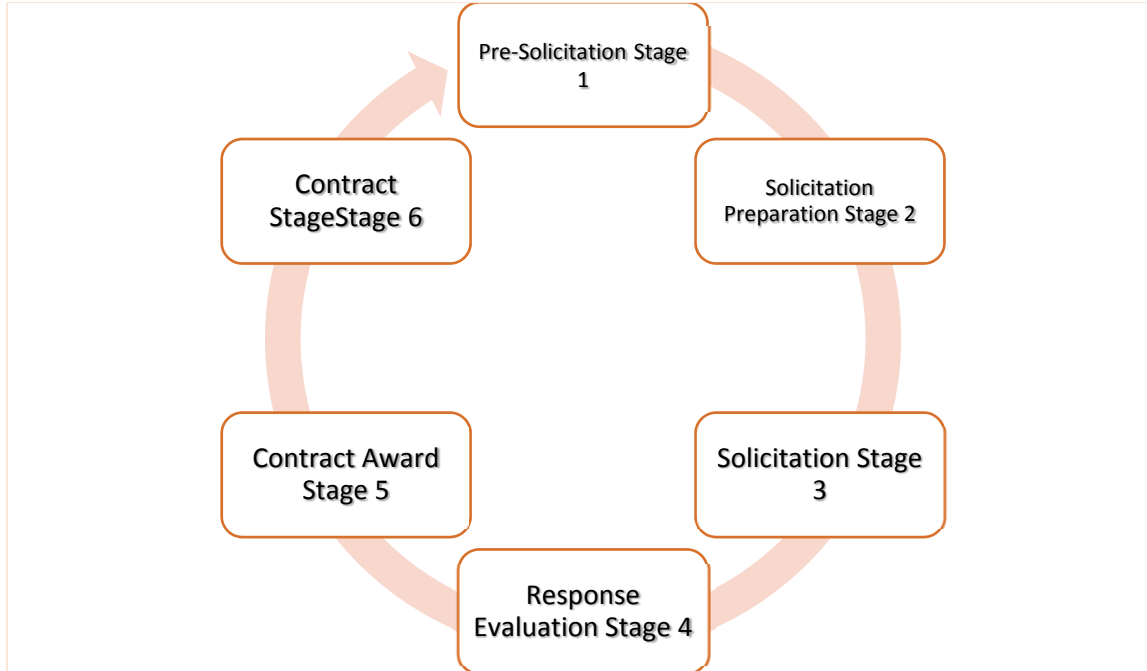 Pre-Solicitation Stage
1
Solicitation
Preparation Stage 2
Solicitation Stage
3
Response
Evaluation Stage 4
Contract Award
Stage 5
Contract
StageStage 6